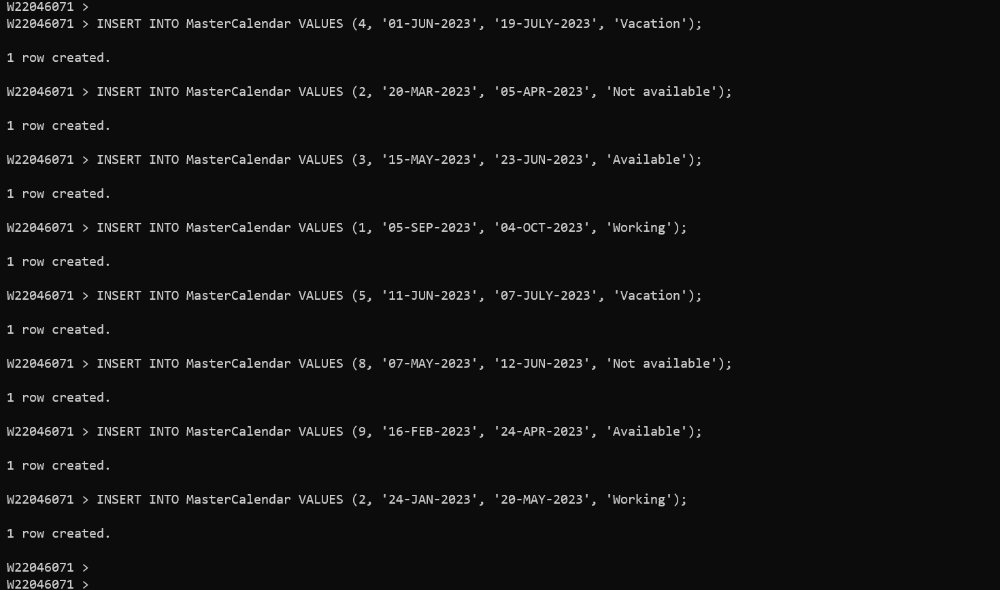 W22046071 >
W22046071 > INSERT INTO MasterCalendar VALUES (4, '01-JUN-2023', '19-JULY-2023', 'Vacation');
1 row created.
W22046071 > INSERT INTO MasterCalendar VALUES (2, '20-MAR-2023', '05-APR-2023', 'Not available');
1 row created.
W22046071 > INSERT INTO MasterCalendar VALUES (3, '15-MAY-2023', '23-JUN-2023', 'Available');
1 row created.
W22046071 > INSERT INTO MasterCalendar VALUES (1, '05-SEP-2023', '04-OCT-2023', 'Working');
1 row created.
W22046071 > INSERT INTO MasterCalendar VALUES (5, '11-JUN-2023', '07-JULY-2023', 'Vacation');
1 row created.
W22046071 > INSERT INTO MasterCalendar VALUES (8, '07-MAY-2023', '12-JUN-2023', 'Not available');
1 row created.
W22046071 > INSERT INTO MasterCalendar VALUES (9, '16-FEB-2023', '24-APR-2023', 'Available');
1 row created.
W22046071 > INSERT INTO MasterCalendar VALUES (2, '24-JAN-2023', '20-MAY-2023', 'Working');
1 row created.
W22046071 >
W22046071 >